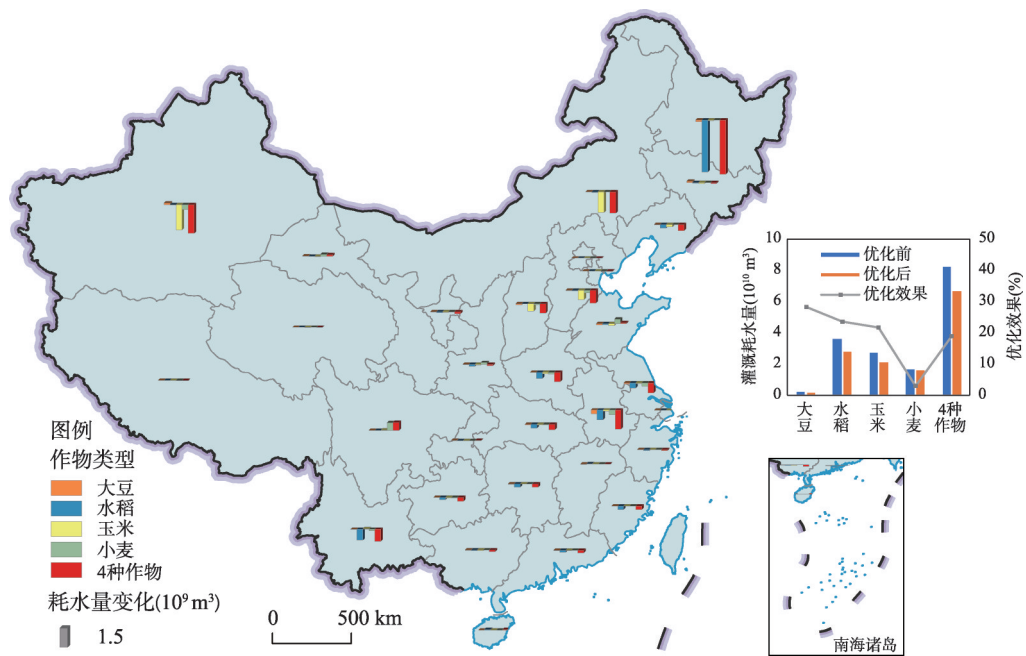 图例
作物类型
大豆
水稻
玉米
小麦
4种作物
耗水量变化(10⁹ m³)
1.5
0 500 km
10
8
6
4
2
0
灌溉耗水量(10¹⁰ m³)
优化前
优化后
优化效果
50
40
30
20
10
0
优化效果(%)
大豆
水稻
玉米
小麦
4种
作物
南海诸岛